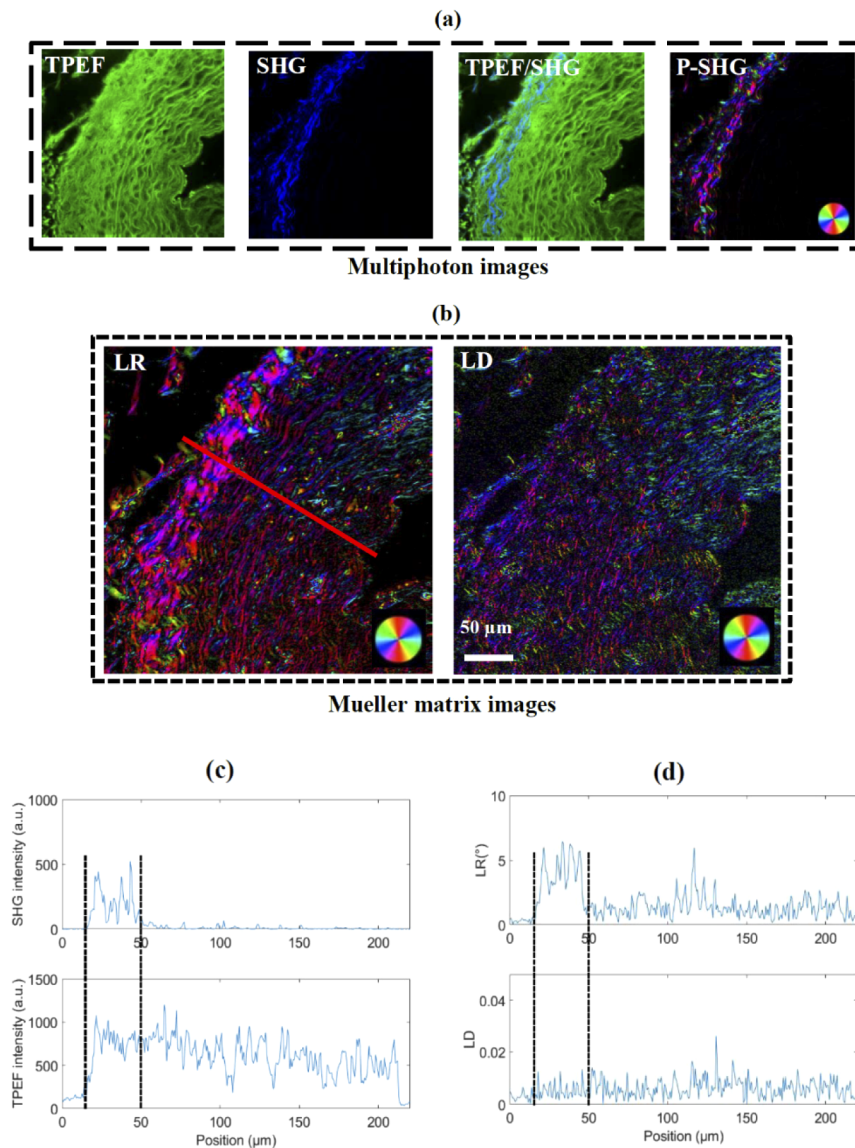 (a)
TPEF SHG TPEF/SHG P-SHG
Multiphoton images
(b)
LR LD
50 µm
Mueller matrix images
(c) (d)
SHG intensity (a.u.)
1000
500
0
0 50 100 150 200
TPEF intensity (a.u.)
1500
1000
500
0
0 50 100 150 200
Position (µm)
LR(°)
10
5
0
0 50 100 150 200
LD
0.04
0.02
0
0 50 100 150 200
Position (µm)